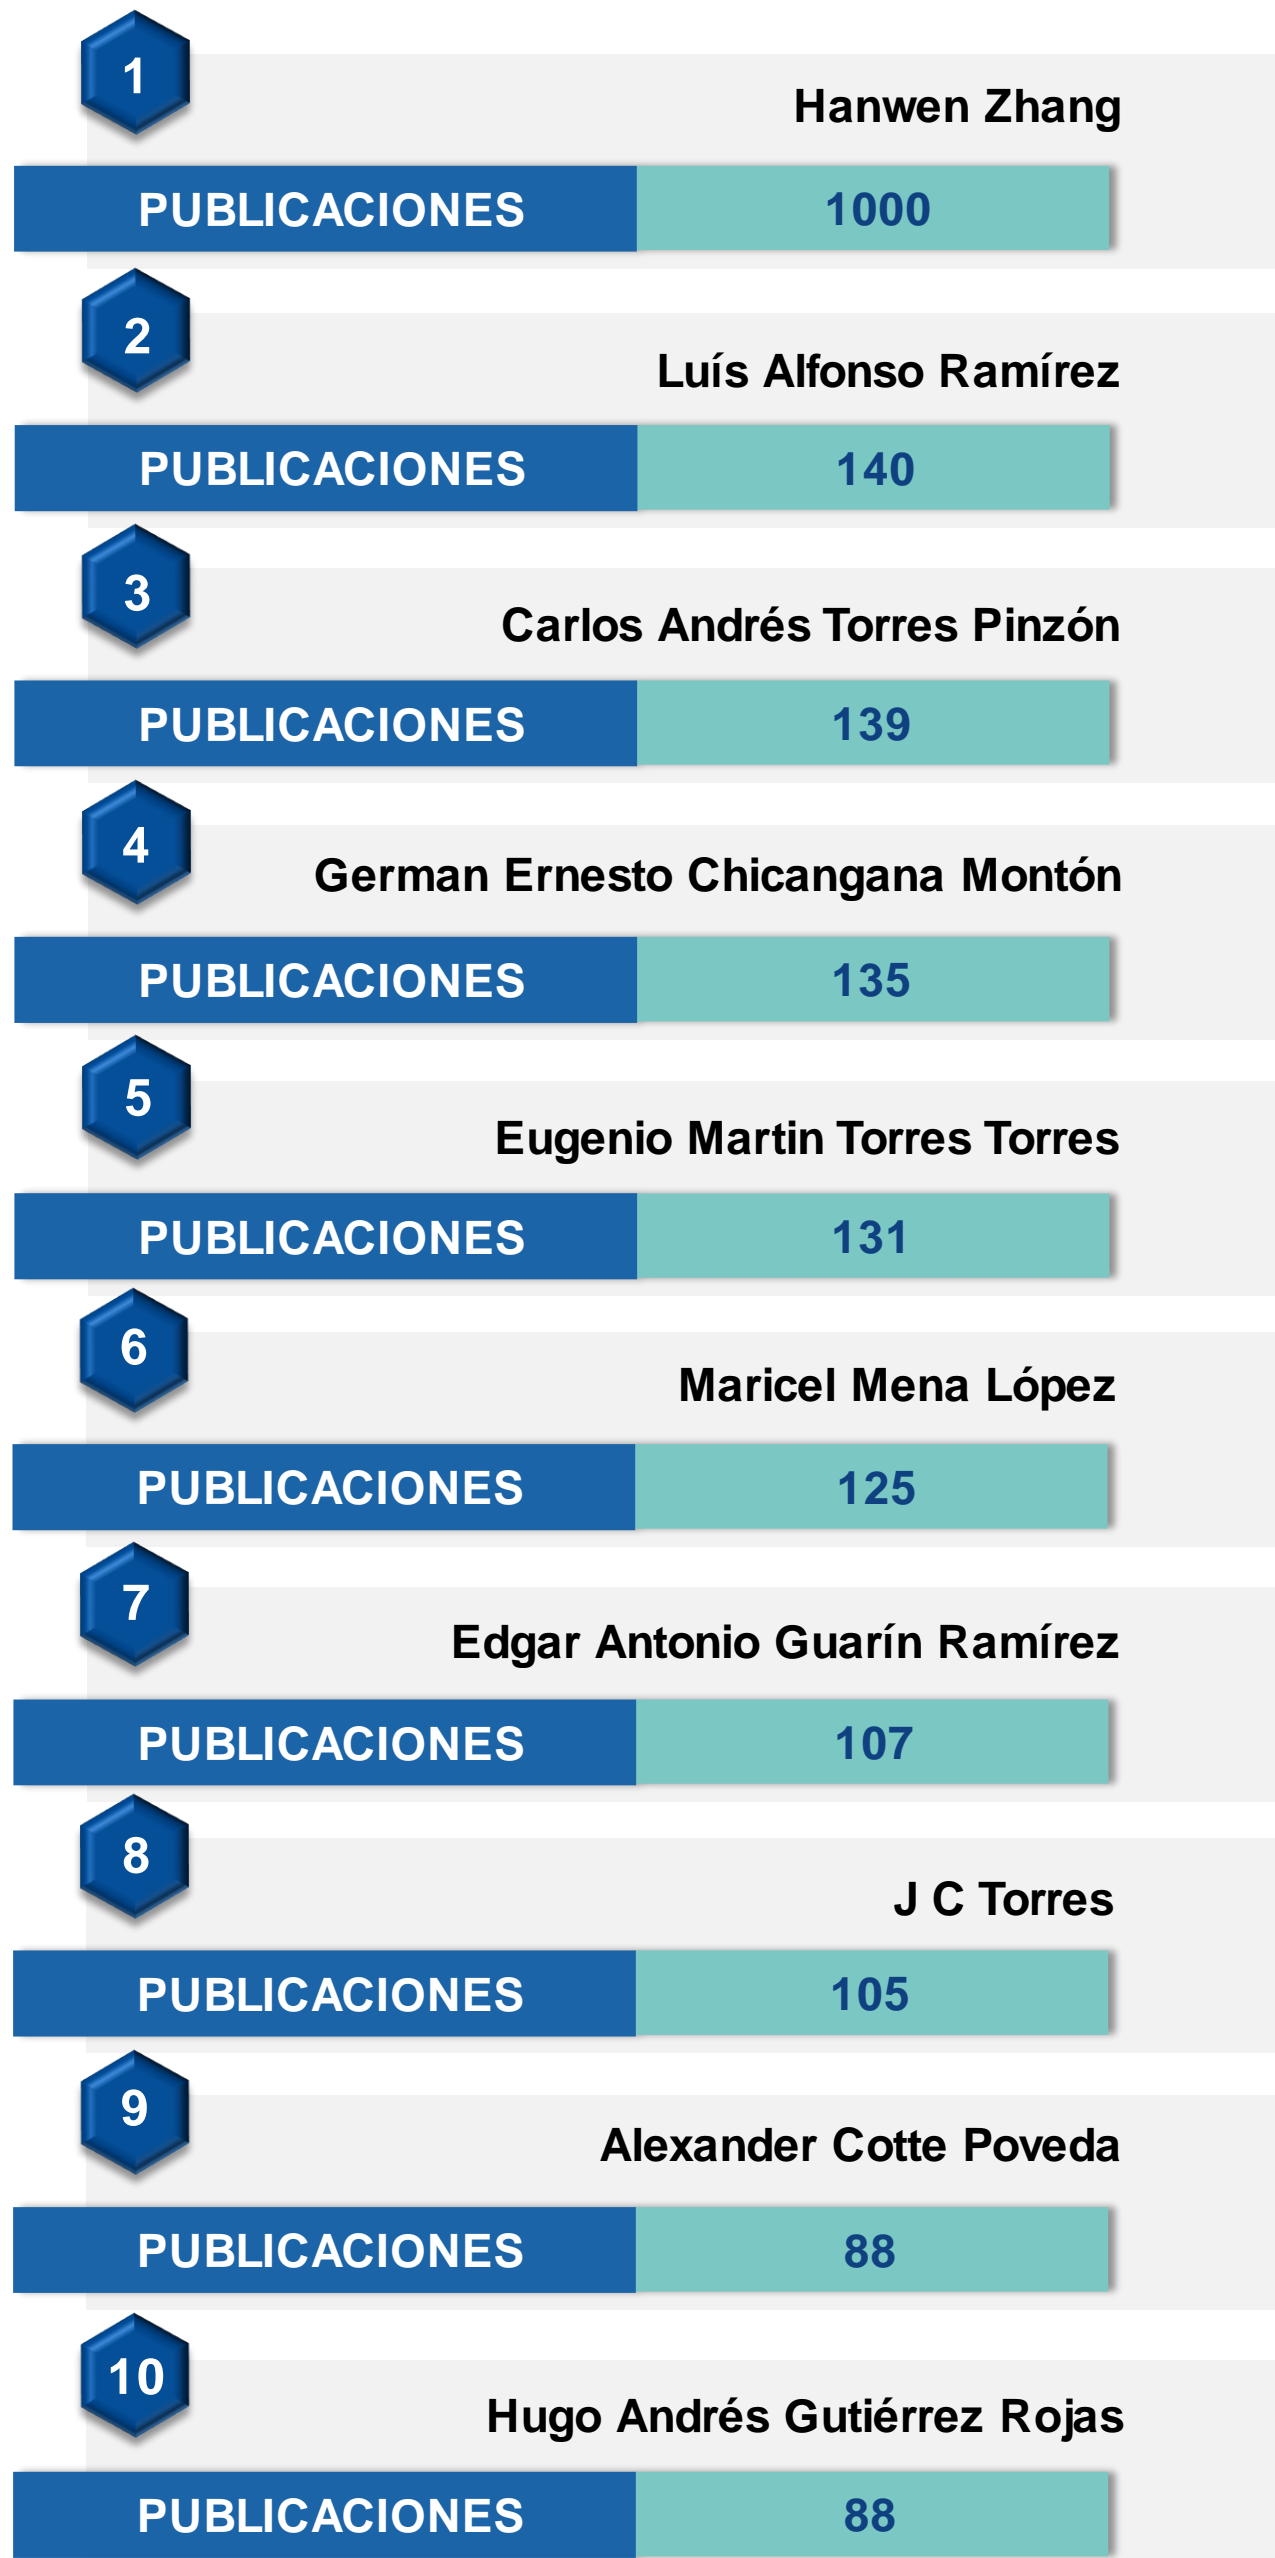 1
Hanwen Zhang
PUBLICACIONES 1000
2
Luís Alfonso Ramírez
PUBLICACIONES 140
3
Carlos Andrés Torres Pinzón
PUBLICACIONES 139
4
German Ernesto Chicangana Montón
PUBLICACIONES 135
5
Eugenio Martin Torres Torres
PUBLICACIONES 131
6
Maricel Mena López
PUBLICACIONES 125
7
Edgar Antonio Guarín Ramírez
PUBLICACIONES 107
8
J C Torres
PUBLICACIONES 105
9
Alexander Cotte Poveda
PUBLICACIONES 88
10
Hugo Andrés Gutiérrez Rojas
PUBLICACIONES 88